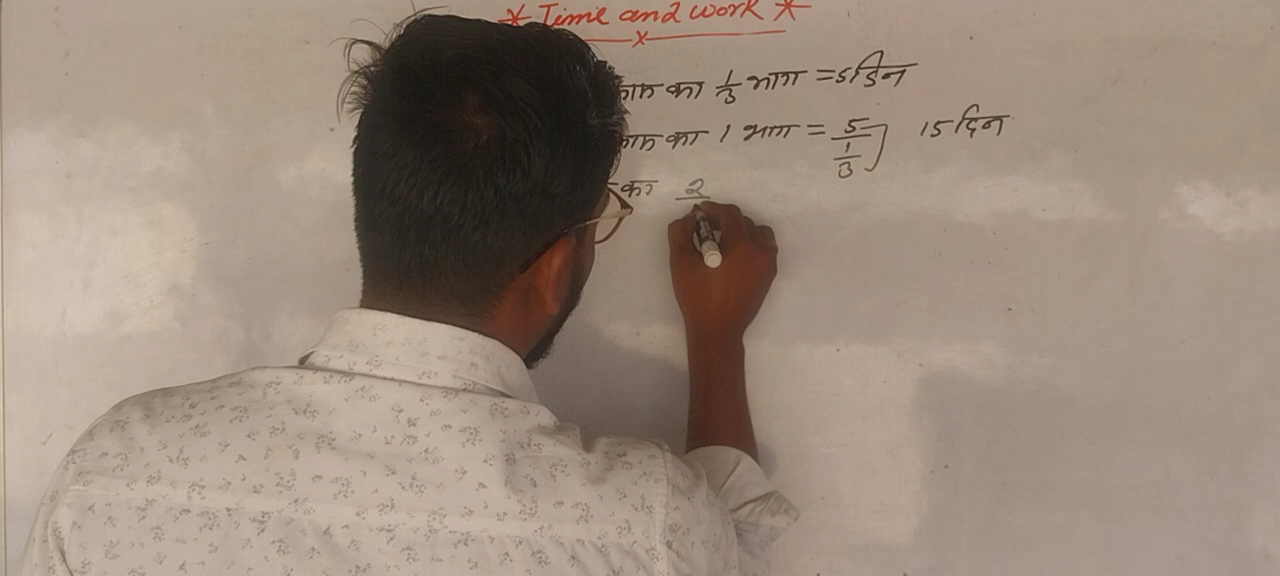 * Time and work *
का 1/3 भाग = 5 दिन
का 1 भाग = 5/(1/3) ] 15 दिन
का 2